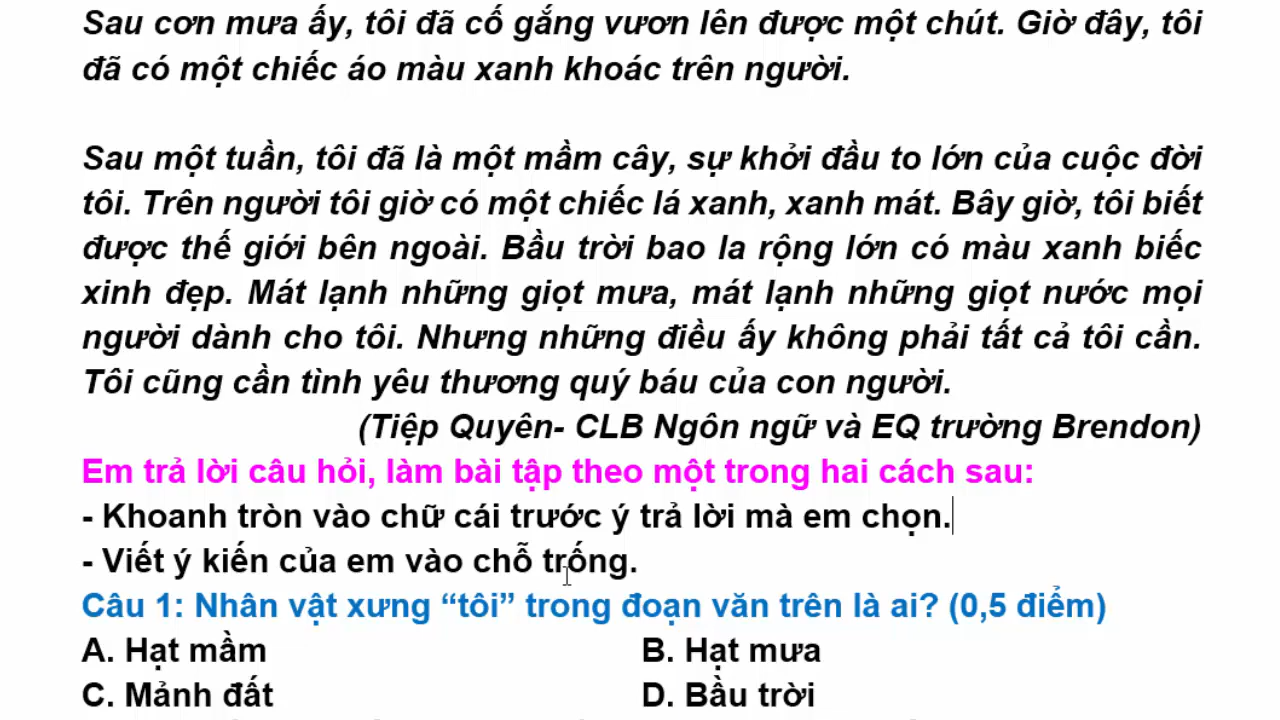 Sau cơn mưa ấy, tôi đã cố gắng vươn lên được một chút. Giờ đây, tôi
đã có một chiếc áo màu xanh khoác trên người.
Sau một tuần, tôi đã là một mầm cây, sự khởi đầu to lớn của cuộc đời
tôi. Trên người tôi giờ có một chiếc lá xanh, xanh mát. Bây giờ, tôi biết
được thế giới bên ngoài. Bầu trời bao la rộng lớn có màu xanh biếc
xinh đẹp. Mát lạnh những giọt mưa, mát lạnh những giọt nước mọi
người dành cho tôi. Nhưng những điều ấy không phải tất cả tôi cần.
Tôi cũng cần tình yêu thương quý báu của con người.
(Tiệp Quyên- CLB Ngôn ngữ và EQ trường Brendon)
Em trả lời câu hỏi, làm bài tập theo một trong hai cách sau:
- Khoanh tròn vào chữ cái trước ý trả lời mà em chọn.
- Viết ý kiến của em vào chỗ trống.
Câu 1: Nhân vật xưng “tôi” trong đoạn văn trên là ai? (0,5 điểm)
A. Hạt mầm B. Hạt mưa
C. Mảnh đất D. Bầu trời